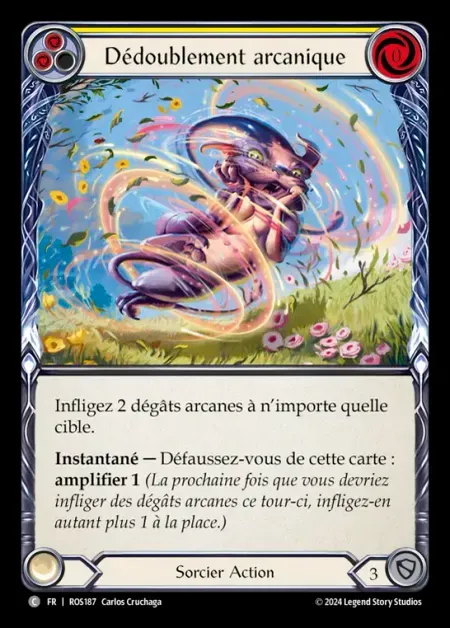 Dédoublement arcanique
Infligez 2 dégâts arcanes à n'importe quelle
cible.
Instantané — Défaussez-vous de cette carte :
amplifier 1 (La prochaine fois que vous devriez
infliger des dégâts arcanes ce tour-ci, infligez-en
autant plus 1 à la place.)
Sorcier Action
3
C FR | ROS187 Carlos Cruchaga
© 2024 Legend Story Studios